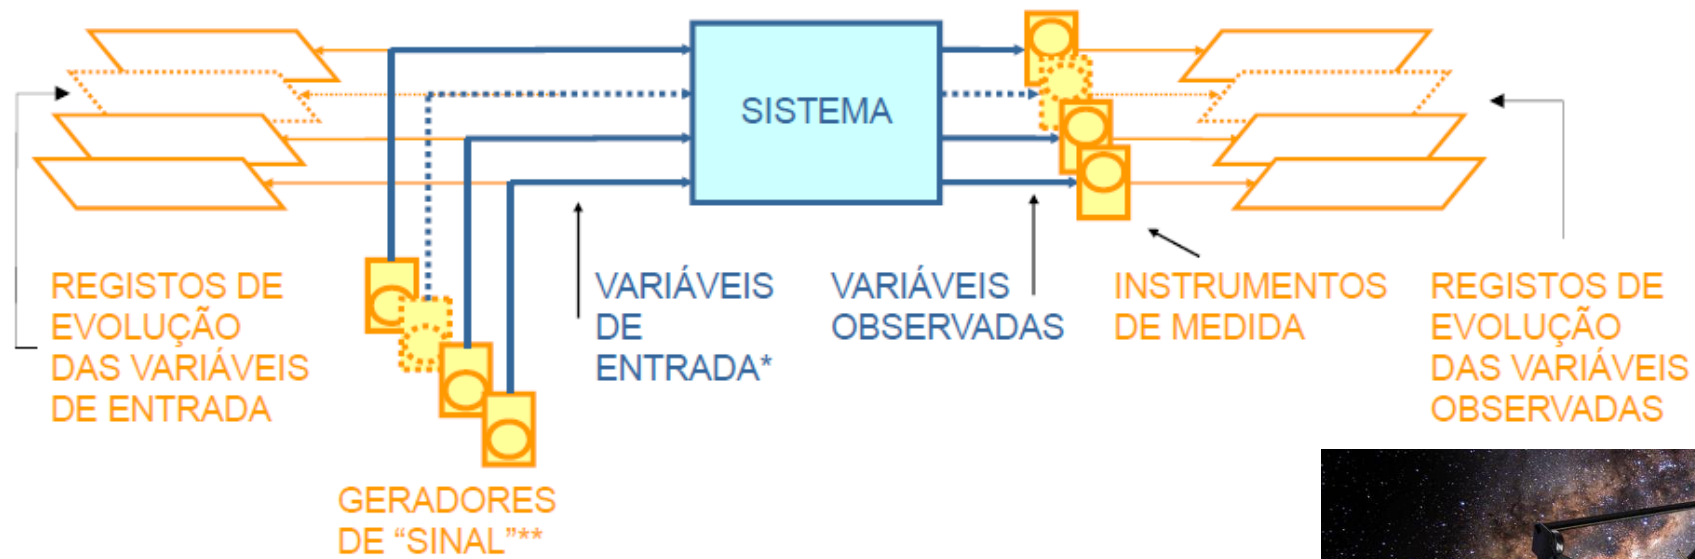 SISTEMA
REGISTOS DE
EVOLUÇÃO
DAS VARIÁVEIS
DE ENTRADA
GERADORES
DE “SINAL”**
VARIÁVEIS
DE
ENTRADA*
VARIÁVEIS
OBSERVADAS
INSTRUMENTOS
DE MEDIDA
REGISTOS DE
EVOLUÇÃO
DAS VARIÁVEIS
OBSERVADAS